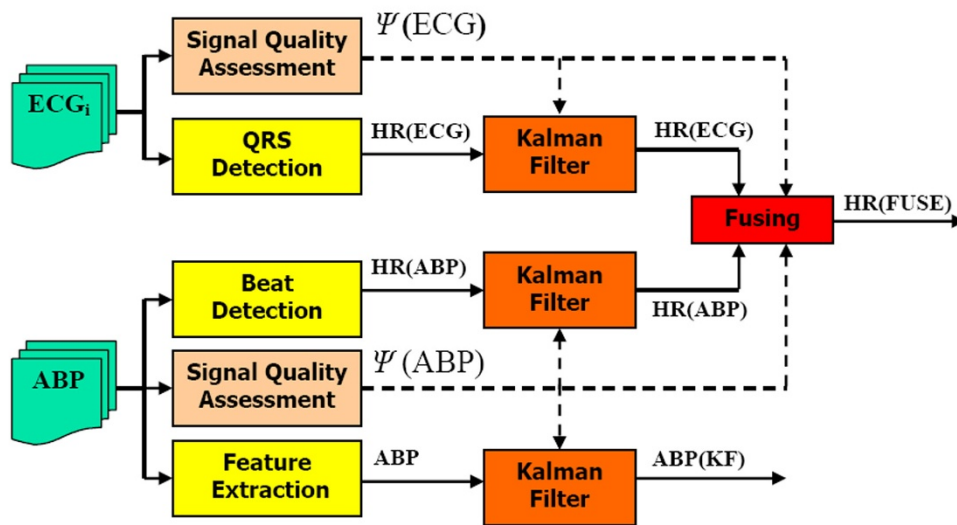 Signal Quality
Assessment
Ψ(ECG)
ECGi
QRS
Detection
HR(ECG)
Kalman
Filter
HR(ECG)
Fusing
HR(FUSE)
Beat
Detection
HR(ABP)
Kalman
Filter
HR(ABP)
ABP
Signal Quality
Assessment
Ψ(ABP)
Feature
Extraction
ABP
Kalman
Filter
ABP(KF)